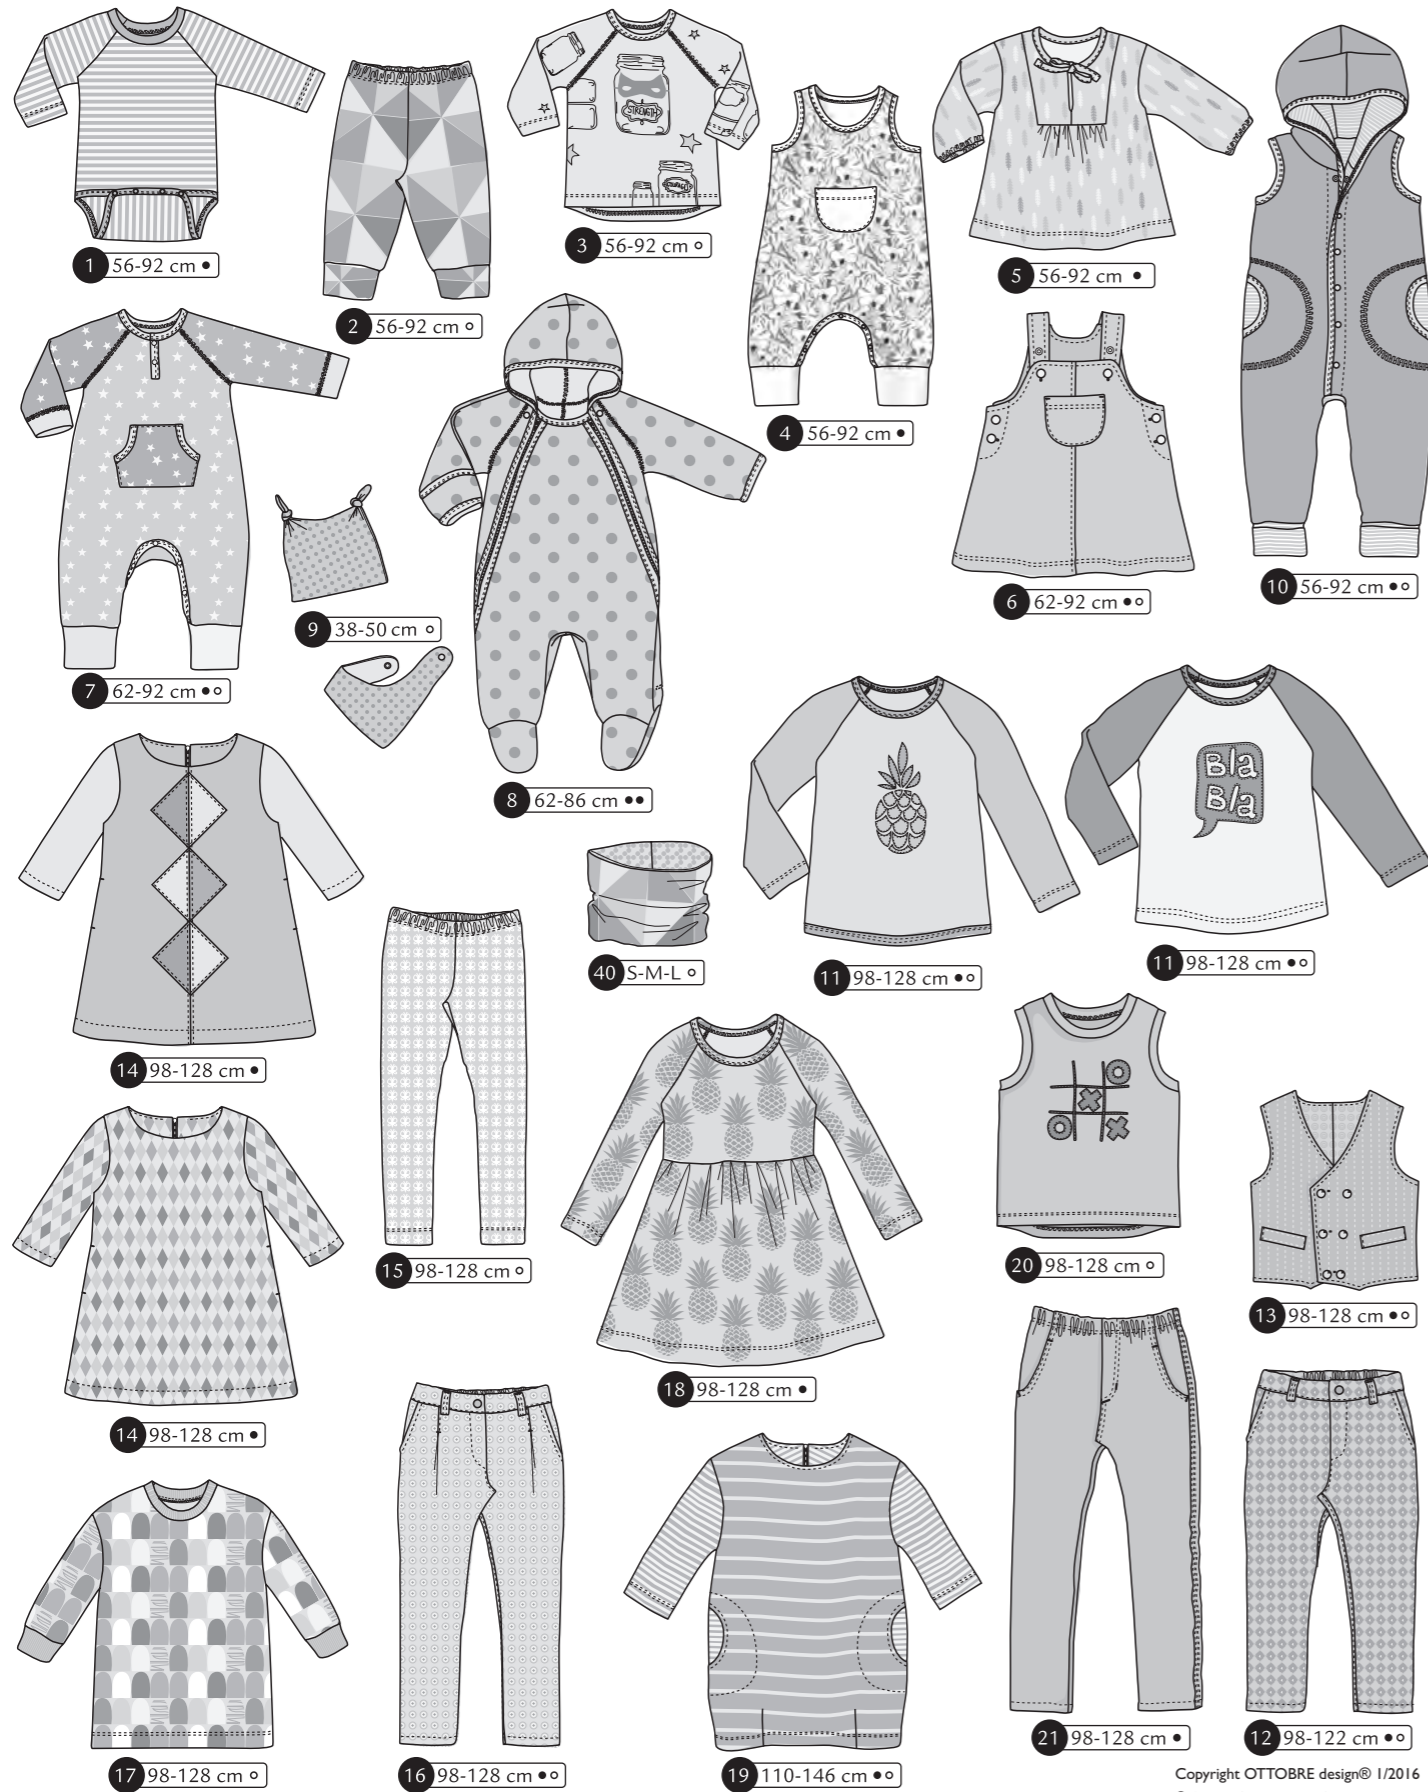 STRENGTH
1 56-92 cm ●
2 56-92 cm ○
3 56-92 cm ○
5 56-92 cm ●
4 56-92 cm ●
6 62-92 cm ●○
10 56-92 cm ●○
9 38-50 cm ○
7 62-92 cm ●○
8 62-86 cm ●●
Bla
Bla
40 S-M-L ○
11 98-128 cm ●○
11 98-128 cm ●○
14 98-128 cm ●
15 98-128 cm ○
20 98-128 cm ○
13 98-128 cm ●○
18 98-128 cm ●
14 98-128 cm ●
17 98-128 cm ○
16 98-128 cm ●○
19 110-146 cm ●○
21 98-128 cm ●
12 98-122 cm ●○
Copyright OTTOBRE design® 1/2016